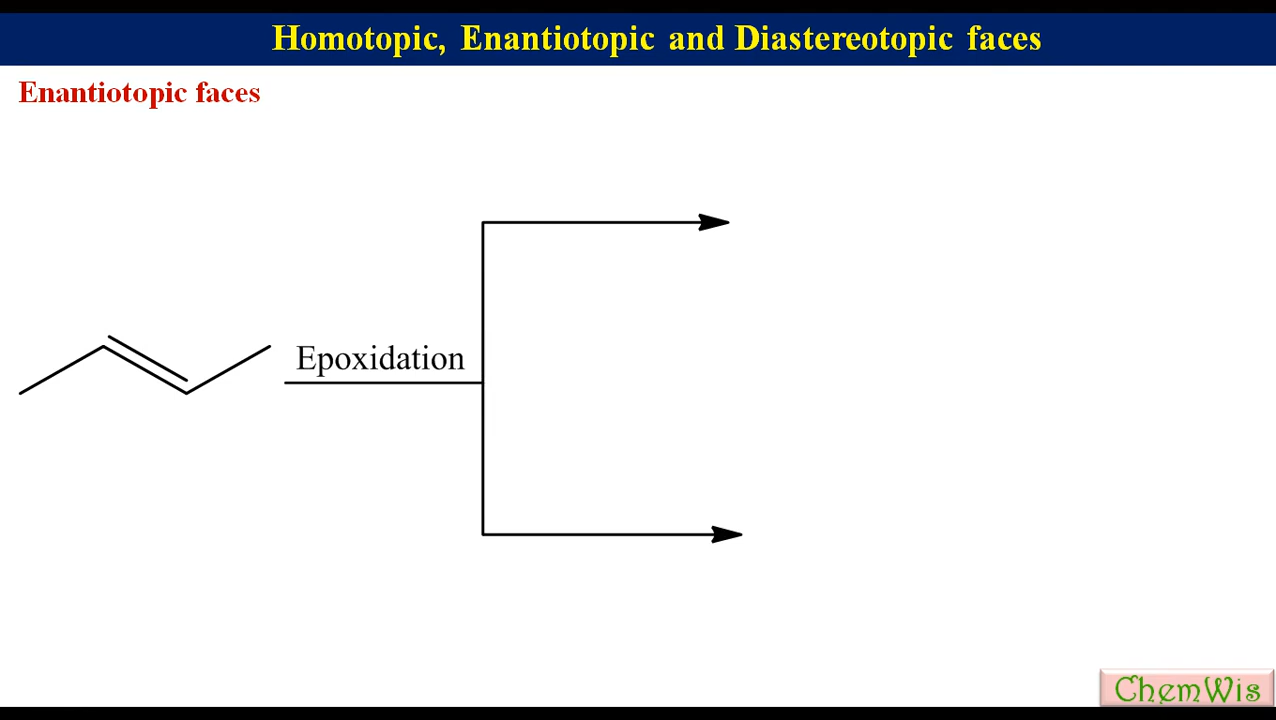 Homotopic, Enantiotopic and Diastereotopic faces
Enantiotopic faces
Epoxidation
ChemWis